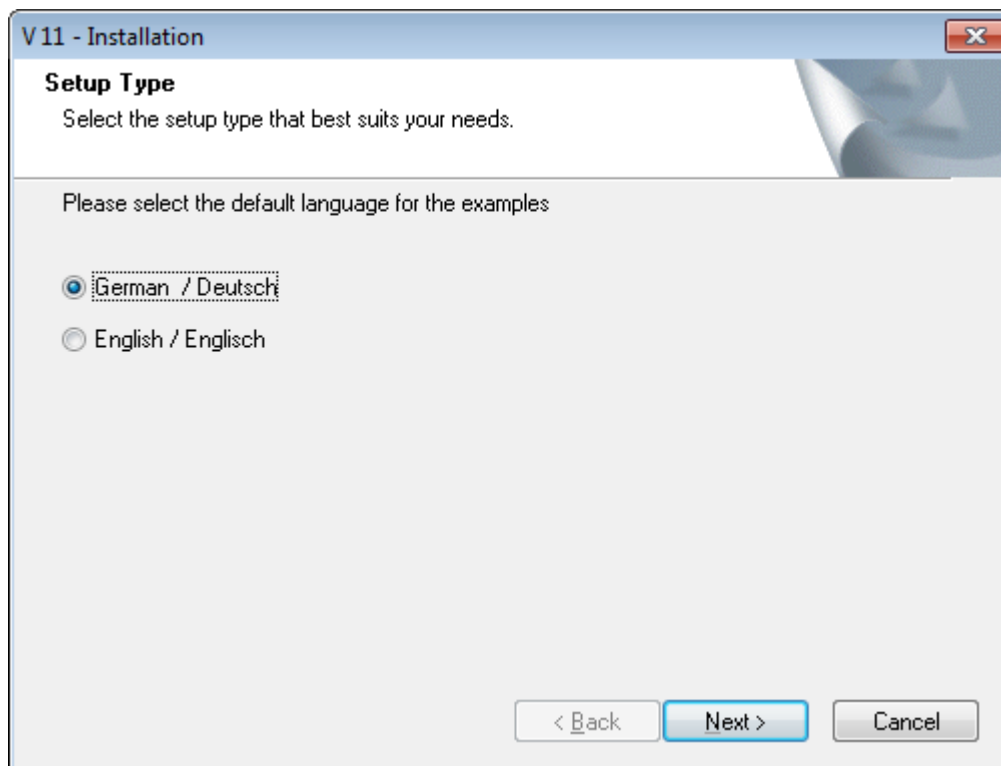 V 11 - Installation
Setup Type
Select the setup type that best suits your needs.
Please select the default language for the examples
German / Deutsch
English / Englisch
< Back
Next >
Cancel